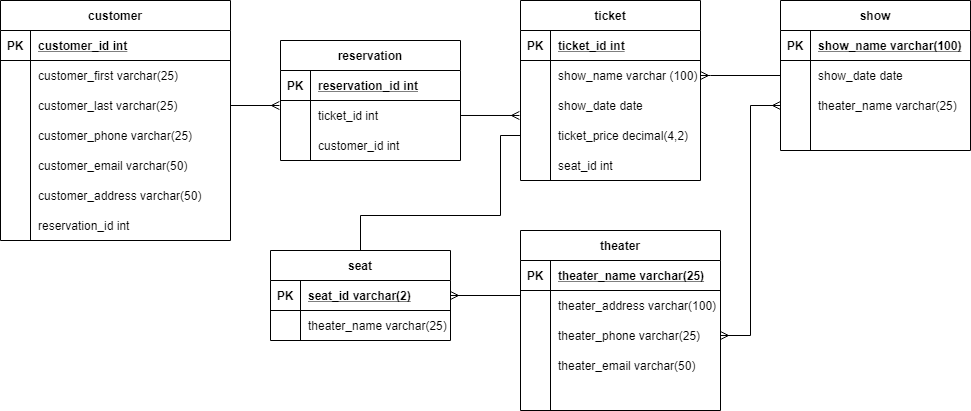 customer
PK customer_id int
customer_first varchar(25)
customer_last varchar(25)
customer_phone varchar(25)
customer_email varchar(50)
customer_address varchar(50)
reservation_id int
reservation
PK reservation_id int
ticket_id int
customer_id int
ticket
PK ticket_id int
show_name varchar (100)
show_date date
ticket_price decimal(4,2)
seat_id int
show
PK show_name varchar(100)
show_date date
theater_name varchar(25)
seat
PK seat_id varchar(2)
theater_name varchar(25)
theater
PK theater_name varchar(25)
theater_address varchar(100)
theater_phone varchar(25)
theater_email varchar(50)